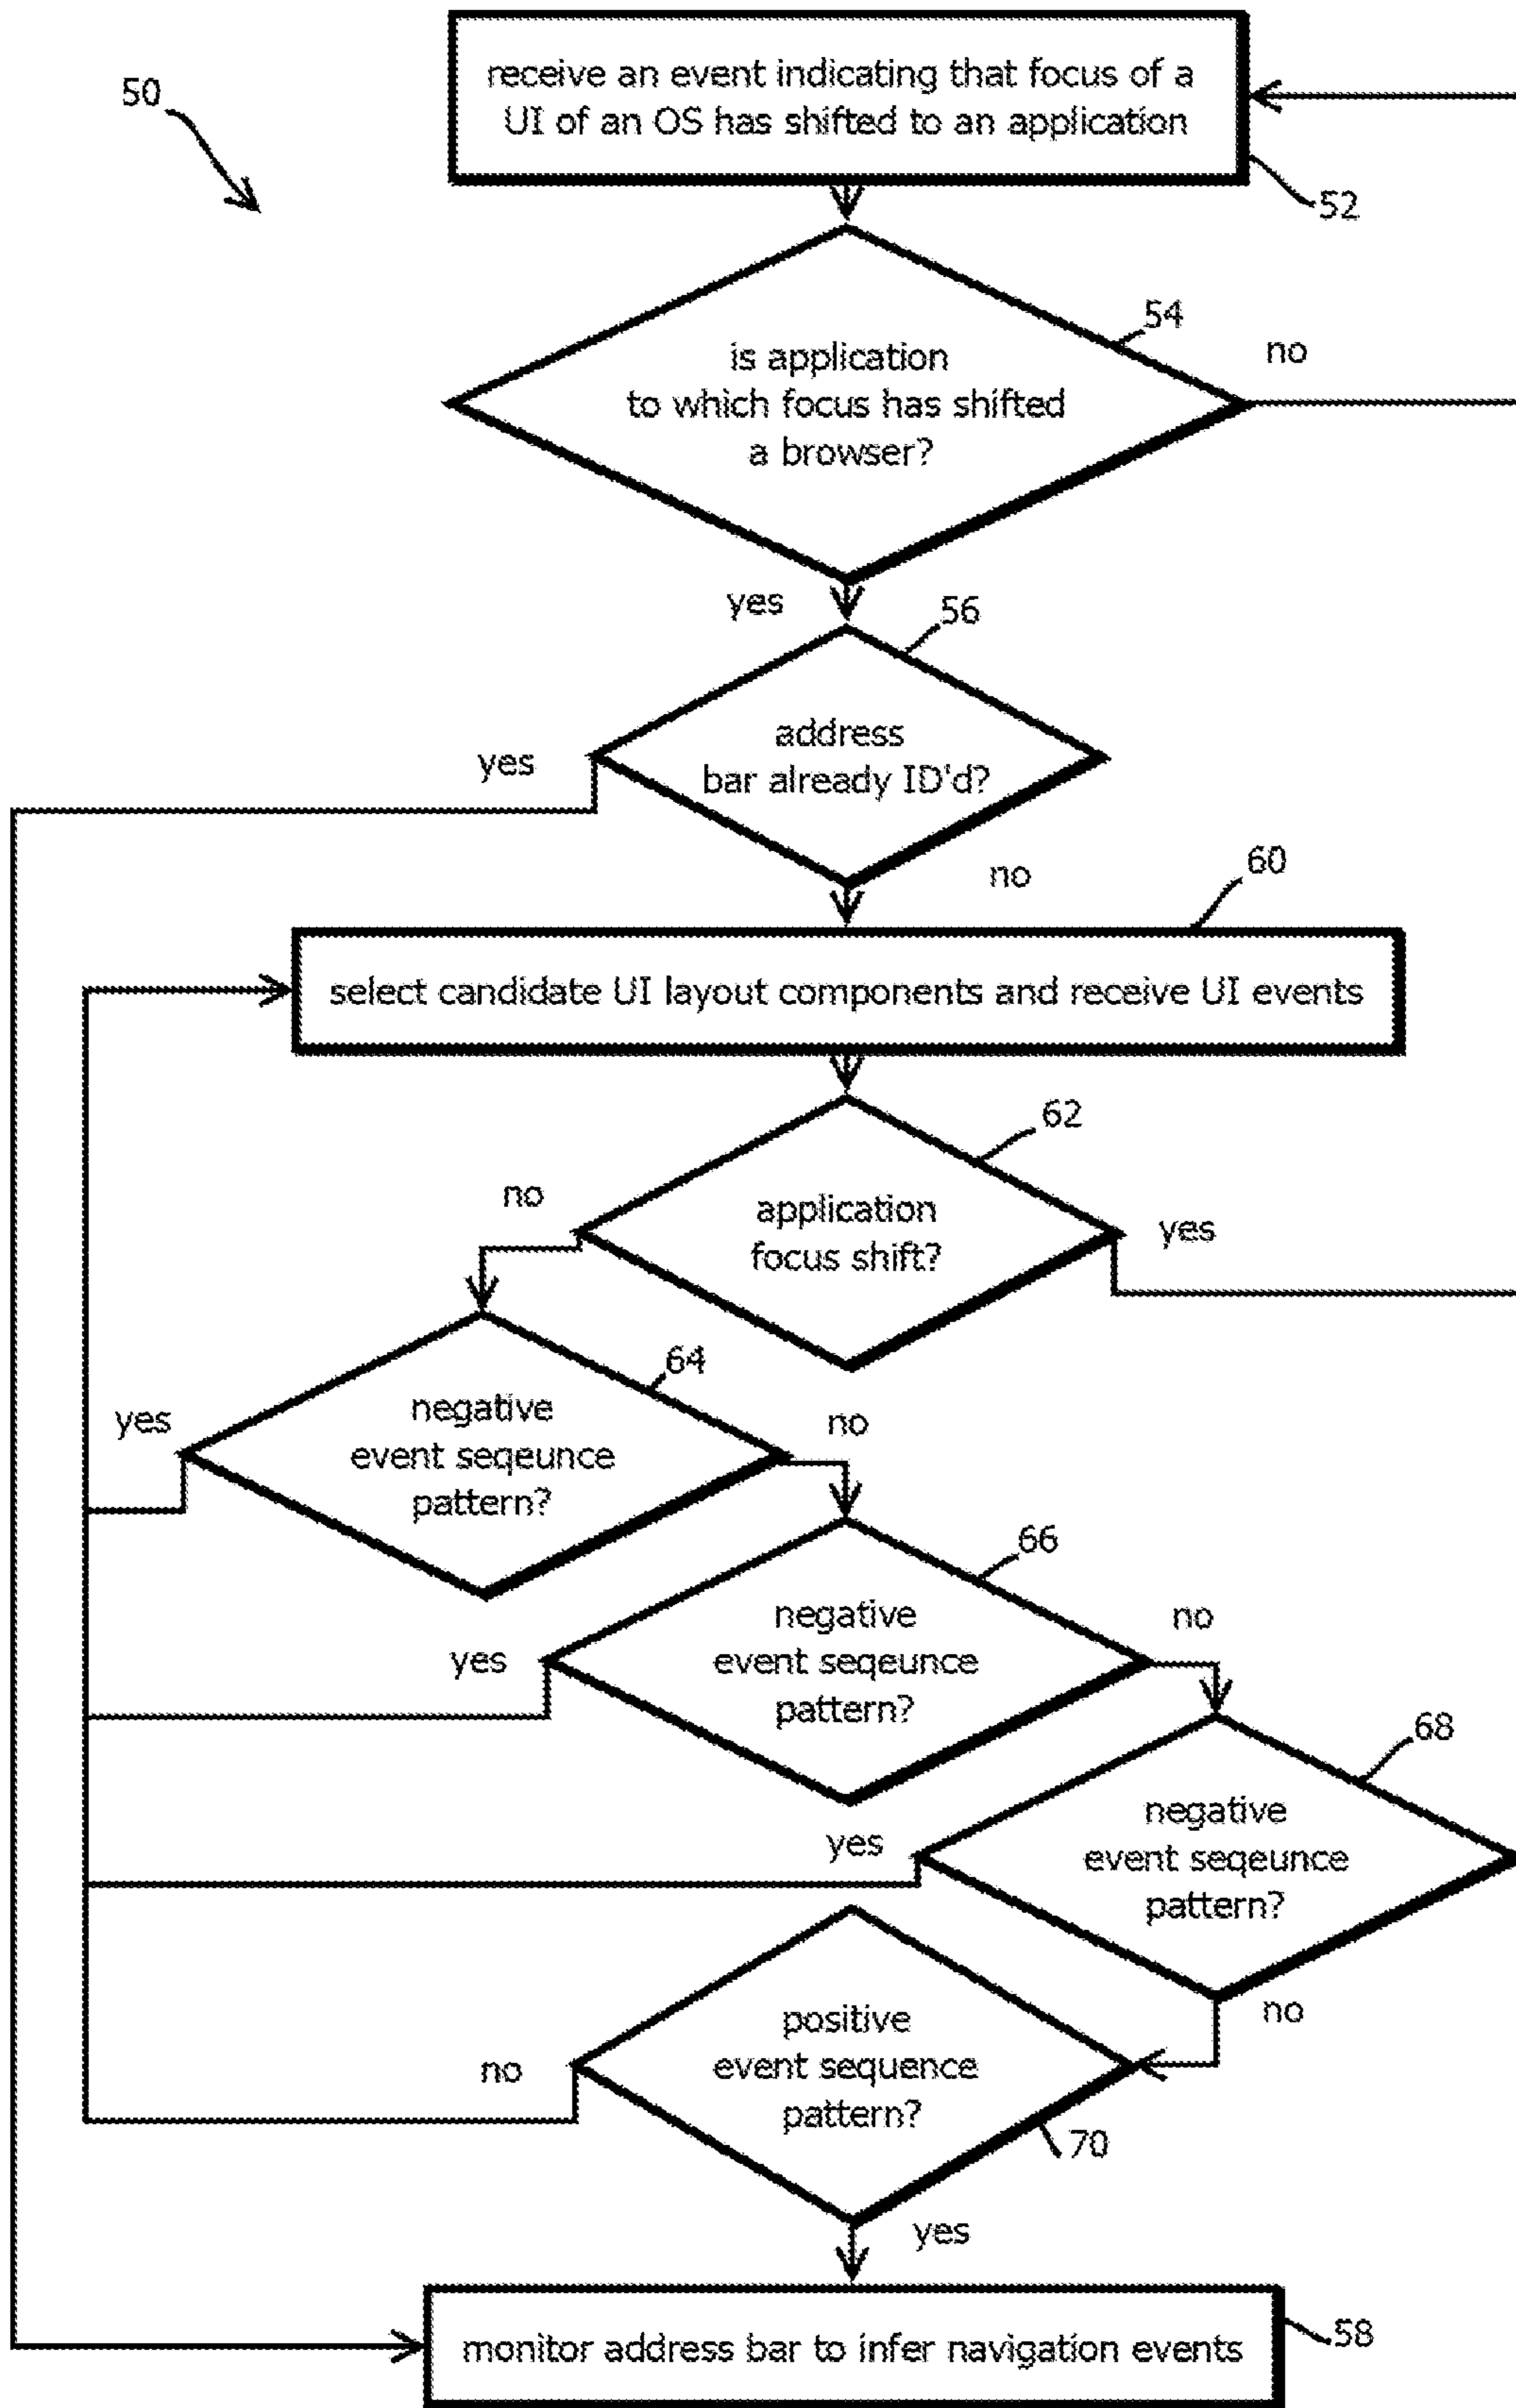 50
receive an event indicating that focus of a
UI of an OS has shifted to an application
52
54
is application
to which focus has shifted
a browser?
no
yes
56
address
bar already ID'd?
yes
no
60
select candidate UI layout components and receive UI events
62
application
focus shift?
no
yes
64
negative
event seqeunce
pattern?
yes
no
66
negative
event seqeunce
pattern?
yes
no
68
negative
event seqeunce
pattern?
yes
no
positive
event sequence
pattern?
no
70
yes
monitor address bar to infer navigation events
58